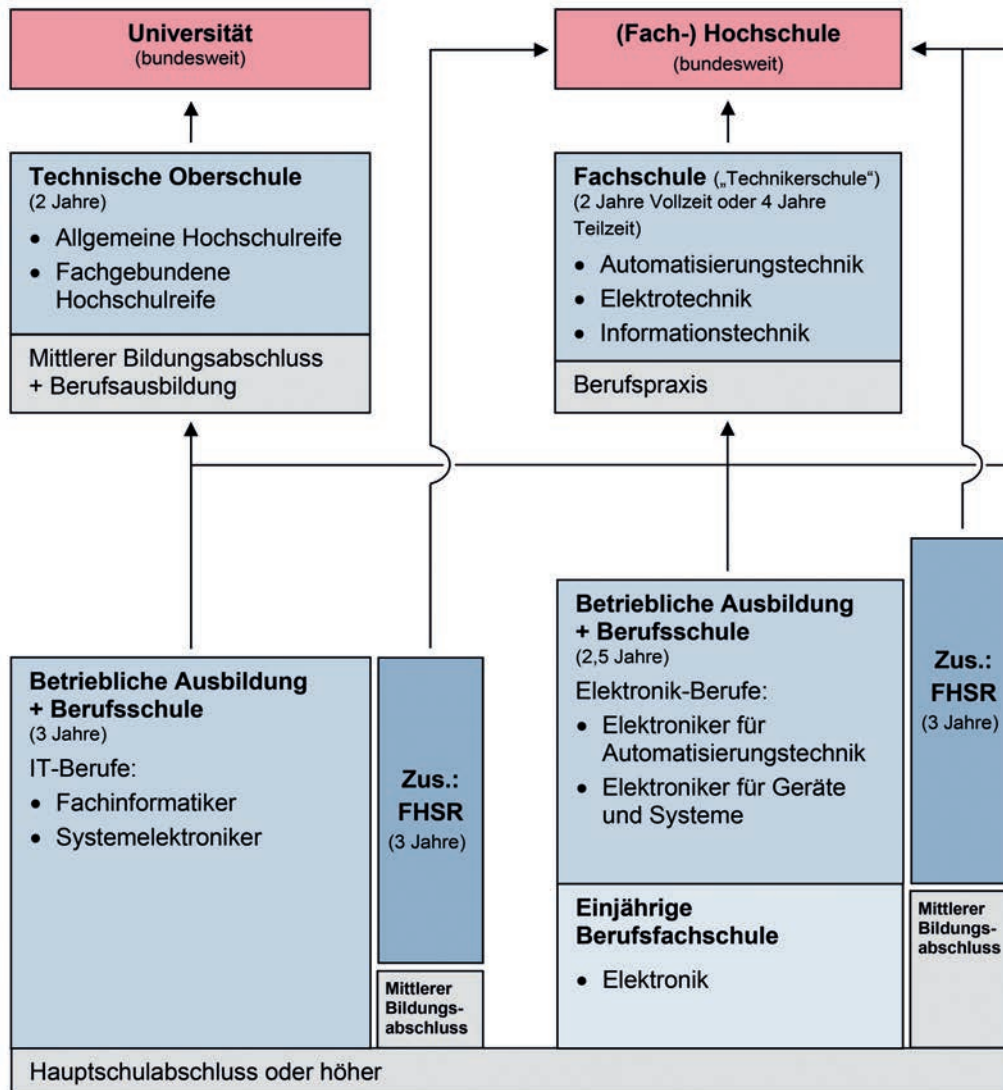 Universität
(bundesweit)
(Fach-) Hochschule
(bundesweit)
Technische Oberschule
(2 Jahre)
• Allgemeine Hochschulreife
• Fachgebundene
Hochschulreife
Mittlerer Bildungsabschluss
+ Berufsausbildung
Fachschule („Technikerschule“)
(2 Jahre Vollzeit oder 4 Jahre
Teilzeit)
• Automatisierungstechnik
• Elektrotechnik
• Informationstechnik
Berufspraxis
Betriebliche Ausbildung
+ Berufsschule
(3 Jahre)
IT-Berufe:
• Fachinformatiker
• Systemelektroniker
Zus.:
FHSR
(3 Jahre)
Mittlerer
Bildungs-
abschluss
Betriebliche Ausbildung
+ Berufsschule
(2,5 Jahre)
Elektronik-Berufe:
• Elektroniker für
Automatisierungstechnik
• Elektroniker für Geräte
und Systeme
Einjährige
Berufsfachschule
• Elektronik
Zus.:
FHSR
(3 Jahre)
Mittlerer
Bildungs-
abschluss
Hauptschulabschluss oder höher